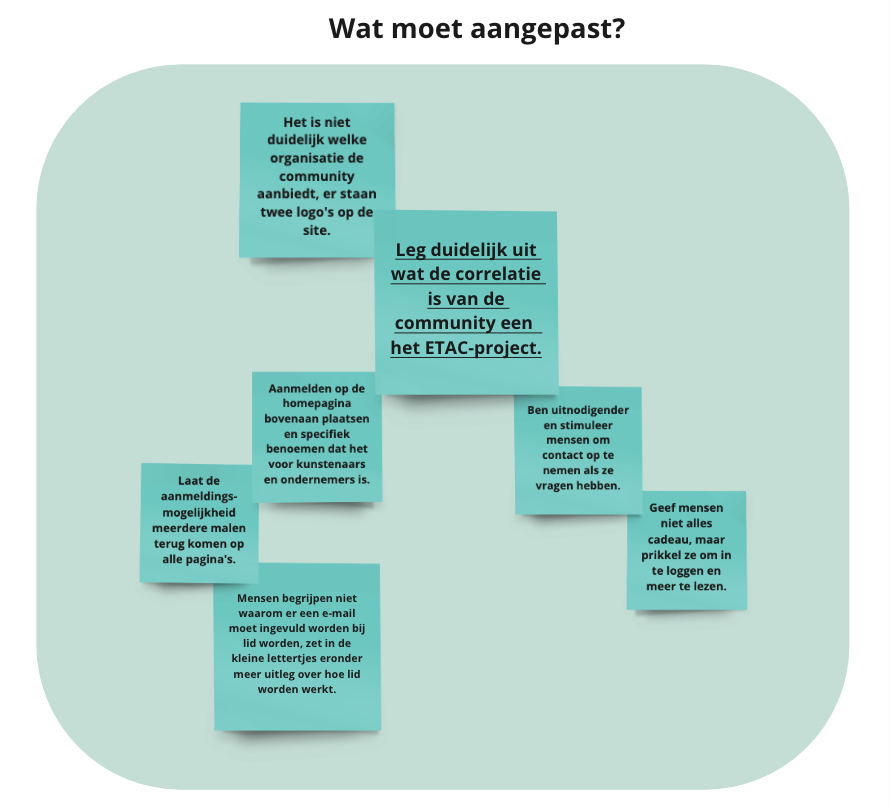 Wat moet aangepast?
Het is niet
duidelijk welke
organisatie de
community
aanbiedt, er staan
twee logo's op de
site.
Leg duidelijk uit
wat de correlatie
is van de
community een
het ETAC-project.
Aanmelden op de
homepagina
bovenaan plaatsen
en specifiek
benoemen dat het
voor kunstenaars
en ondernemers is.
Ben uitnodigender
en stimuleer
mensen om
contact op te
nemen als ze
vragen hebben.
Laat de
aanmeldings-
mogelijkheid
meerdere malen
terug komen op
alle pagina's.
Geef mensen
niet alles
cadeau, maar
prikkel ze om in
te loggen en
meer te lezen.
Mensen begrijpen niet
waarom er een e-mail
moet ingevuld worden bij
lid worden, zet in de
kleine lettertjes eronder
meer uitleg over hoe lid
worden werkt.